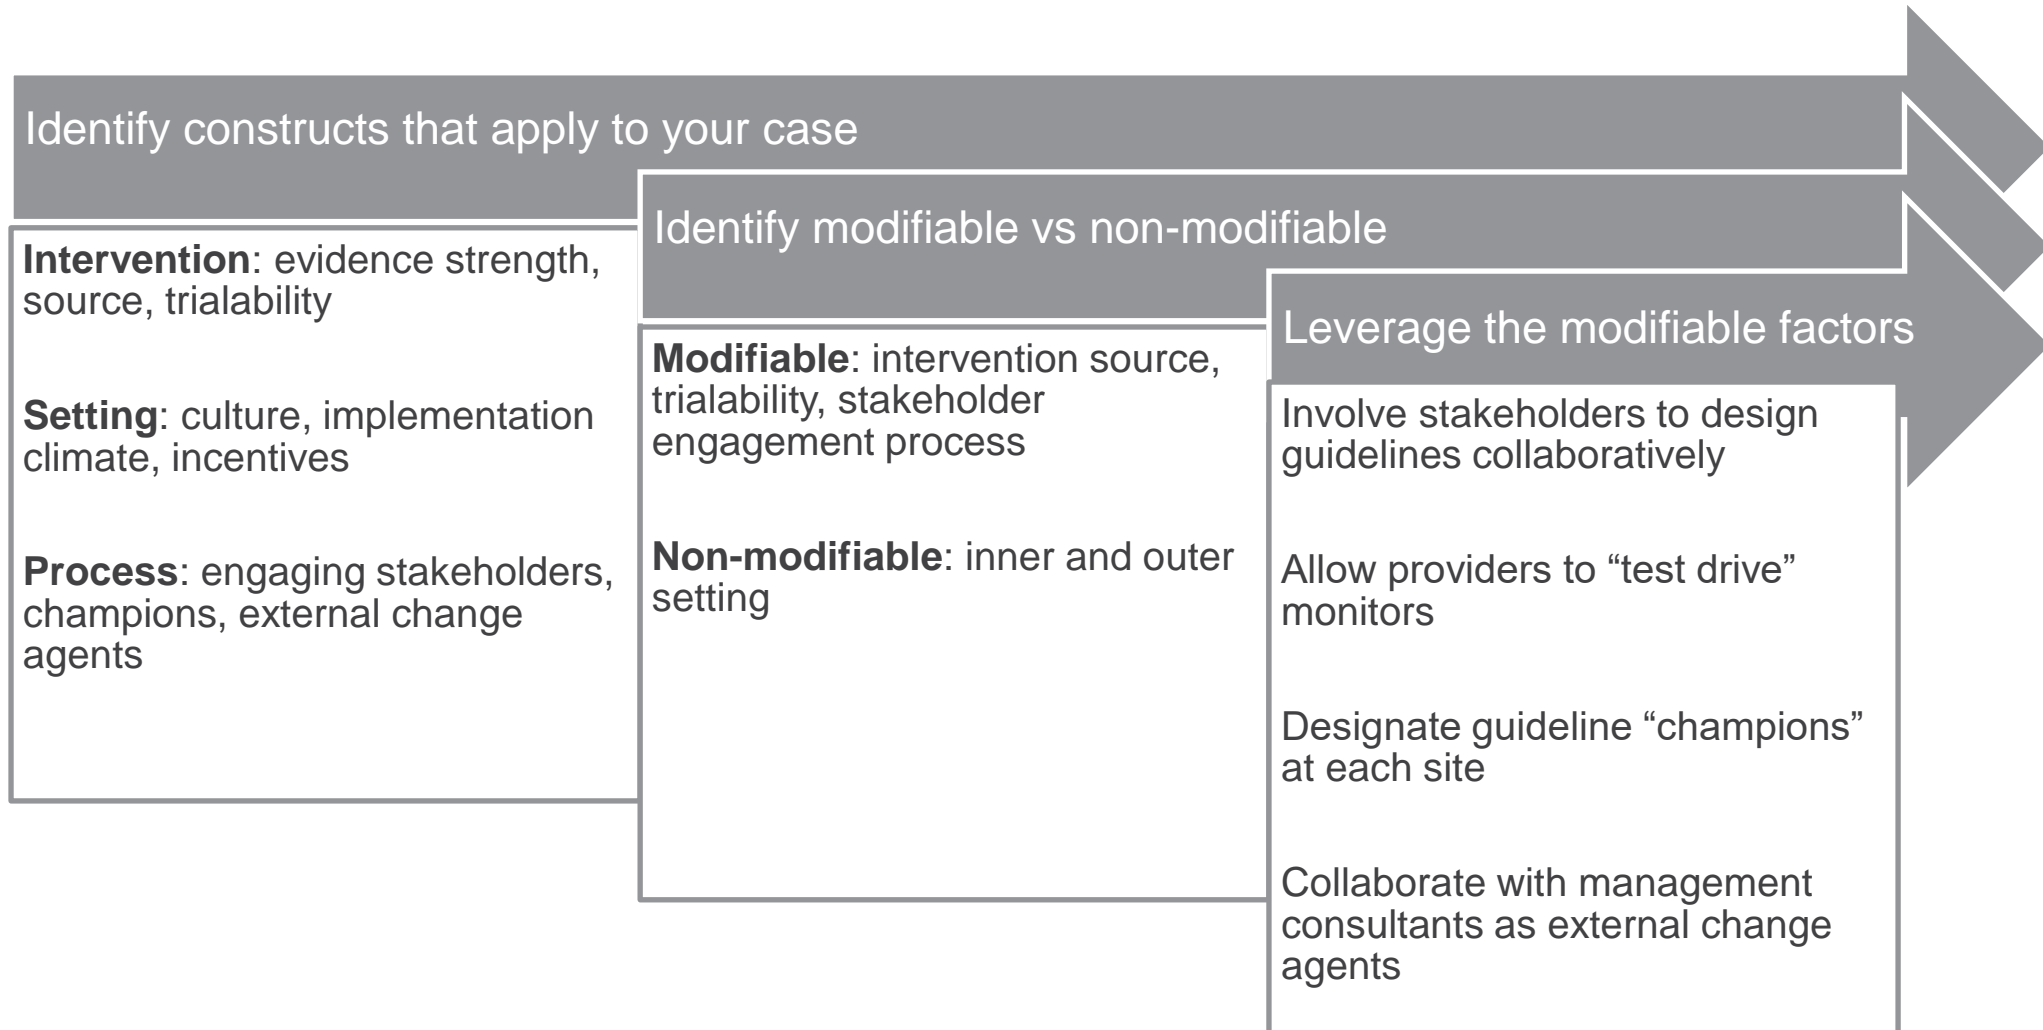 Identify constructs that apply to your case
Intervention: evidence strength,
source, trialability
Setting: culture, implementation
climate, incentives
Process: engaging stakeholders,
champions, external change
agents
Identify modifiable vs non-modifiable
Modifiable: intervention source,
trialability, stakeholder
engagement process
Non-modifiable: inner and outer
setting
Leverage the modifiable factors
Involve stakeholders to design
guidelines collaboratively
Allow providers to “test drive”
monitors
Designate guideline “champions”
at each site
Collaborate with management
consultants as external change
agents